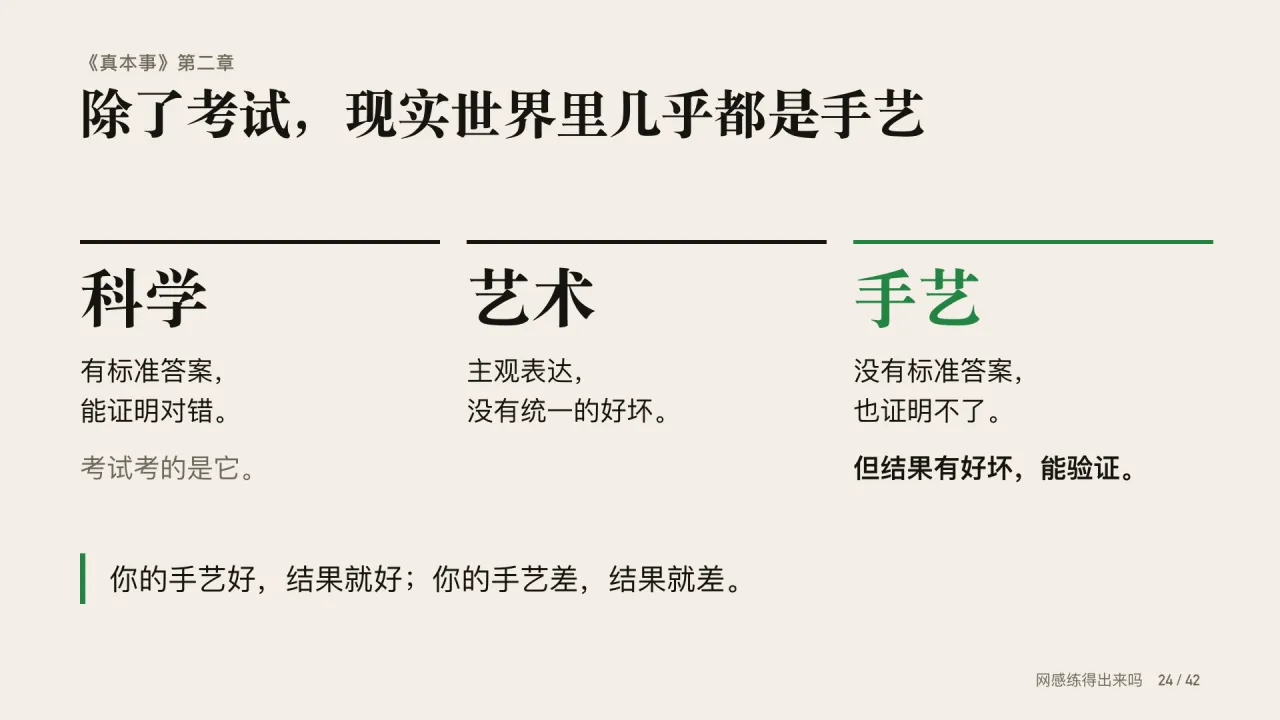 《真本事》第二章
除了考试，现实世界里几乎都是手艺
科学
有标准答案，
能证明对错。
考试考的是它。
艺术
主观表达，
没有统一的好坏。
手艺
没有标准答案，
也证明不了。
但结果有好坏，能验证。
你的手艺好，结果就好；你的手艺差，结果就差。
网感练得出来吗 24 / 42